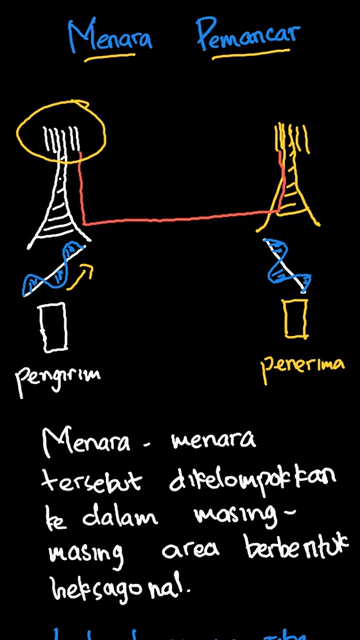 Menara Pemancar
pengirim
penerima
Menara - menara
tersebut dikelompokkan
ke dalam masing -
masing area berbentuk
heksagonal.